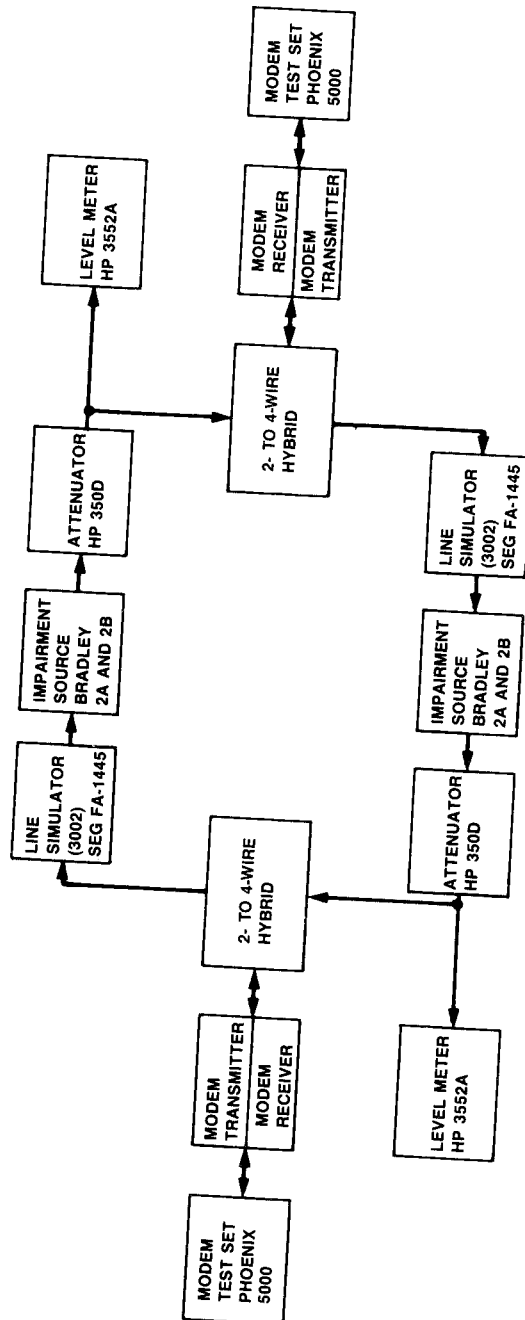 MODEM
TEST SET
PHOENIX
5000
MODEM
TRANSMITTER
MODEM
RECEIVER
2- TO 4-WIRE
HYBRID
LINE
SIMULATOR
(3002)
SEG FA-1445
IMPAIRMENT
SOURCE
BRADLEY
2A AND 2B
ATTENUATOR
HP 350D
LEVEL METER
HP 3552A
2- TO 4-WIRE
HYBRID
MODEM
RECEIVER
MODEM
TRANSMITTER
MODEM
TEST SET
PHOENIX
5000
LINE
SIMULATOR
(3002)
SEG FA-1445
IMPAIRMENT
SOURCE
BRADLEY
2A AND 2B
ATTENUATOR
HP 350D
LEVEL METER
HP 3552A